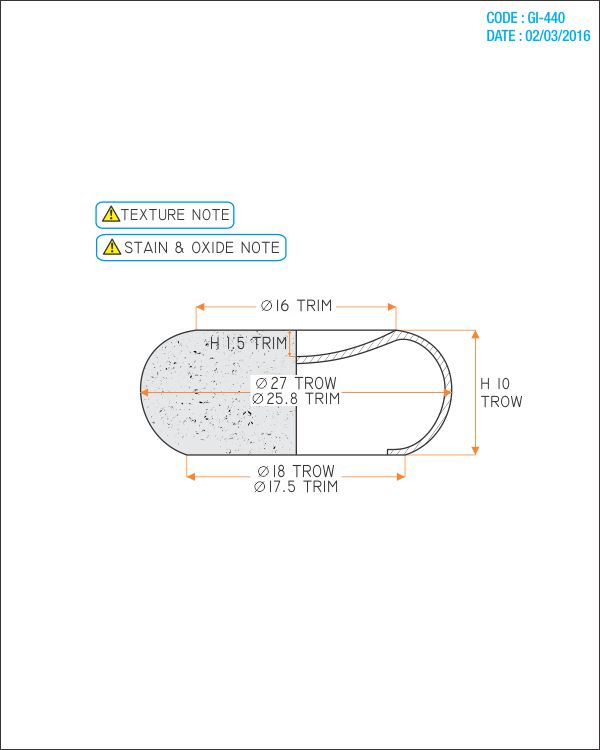 CODE : GI-440
DATE : 02/03/2016
TEXTURE NOTE
STAIN & OXIDE NOTE
Ø16 TRIM
H 1.5 TRIM
Ø27 TROW
Ø25.8 TRIM
H 10
TROW
Ø18 TROW
Ø17.5 TRIM